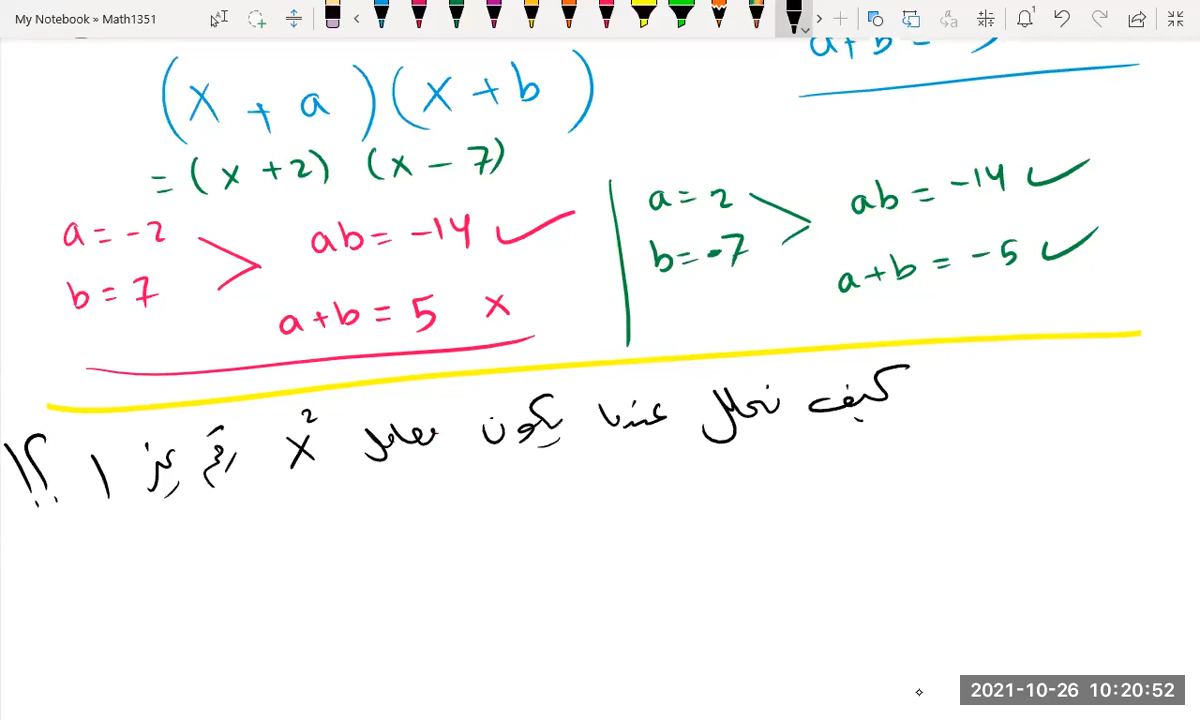 My Notebook » Math1351
(x + a)(x + b)
= (x + 2) (x - 7)
a = -2
b = 7
ab = -14 ✓
a + b = 5 x
a = 2
b = -7
ab = -14 ✓
a + b = -5 ✓
كيف نحلل عندما يكون معامل x² رقم غير 1 ؟!!
2021-10-26 10:20:52